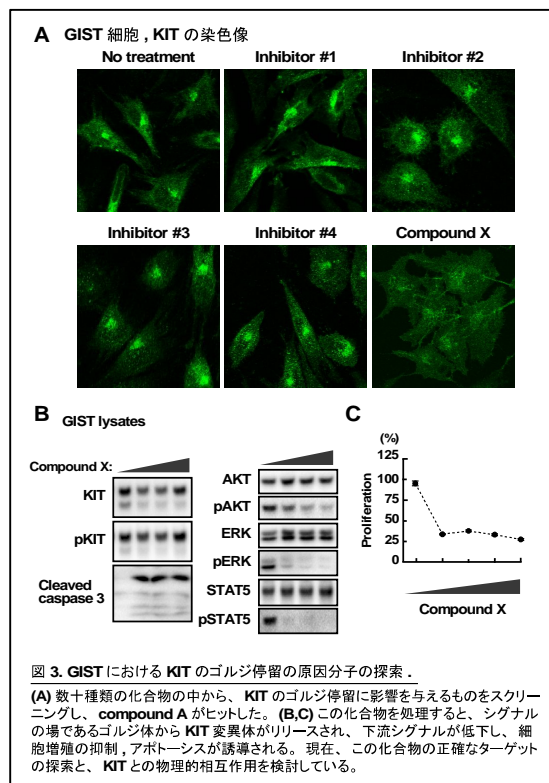 A GIST 細胞 , KIT の染色像
No treatment Inhibitor #1 Inhibitor #2
Inhibitor #3 Inhibitor #4 Compound X
B GIST lysates
Compound X:
KIT
pKIT
Cleaved
caspase 3
AKT
pAKT
ERK
pERK
STAT5
pSTAT5
C
(%)
125
100
75
50
25
Proliferation
Compound X
図 3. GIST における KIT のゴルジ停留の原因分子の探索 .
(A) 数十種類の化合物の中から、 KIT のゴルジ停留に影響を与えるものをスクリー
ニングし、 compound A がヒットした。 (B,C) この化合物を処理すると、 シグナル
の場であるゴルジ体から KIT 変異体がリリースされ、 下流シグナルが低下し、 細
胞増殖の抑制 , アポトーシスが誘導される。 現在、 この化合物の正確なターゲット
の探索と、 KIT との物理的相互作用を検討している。